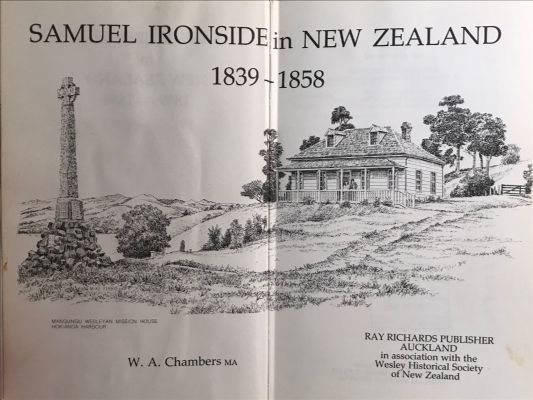 SAMUEL IRONSIDE in NEW ZEALAND
1839-1858
MANGUNGU WESLEYAN MISSION HOUSE
HOKIANGA HARBOUR
W. A. Chambers MA
RAY RICHARDS PUBLISHER
AUCKLAND
in association with the
Wesley Historical Society
of New Zealand